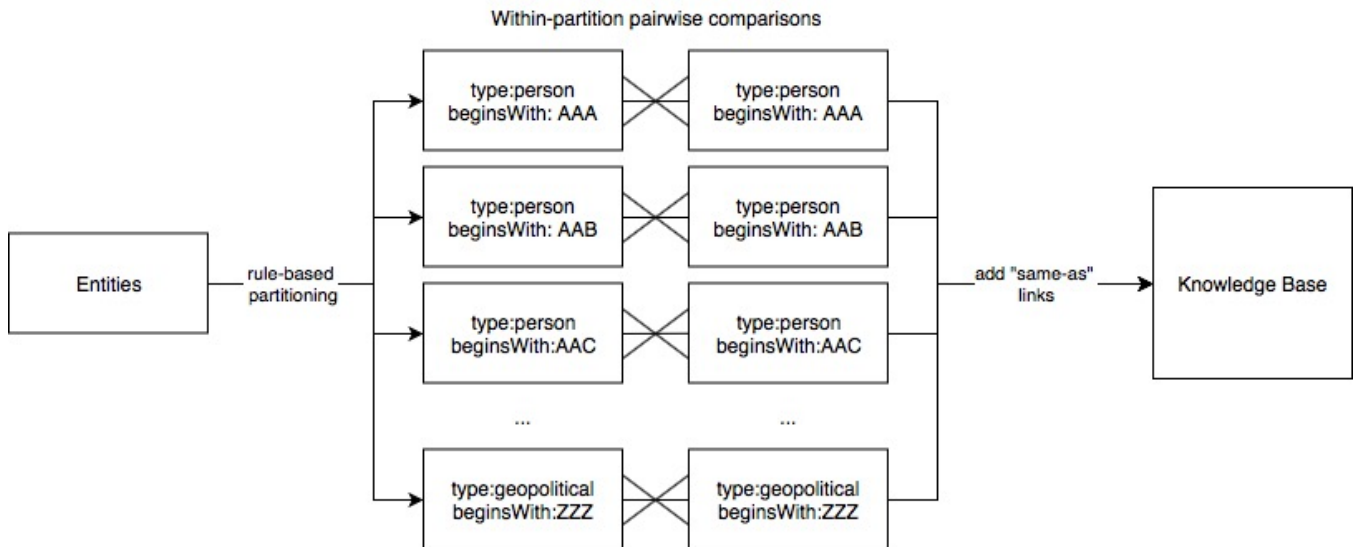 Within-partition pairwise comparisons
type:person
beginsWith: AAA
type:person
beginsWith: AAA
type:person
beginsWith: AAB
type:person
beginsWith: AAB
Entities
rule-based
partitioning
type:person
beginsWith:AAC
type:person
beginsWith:AAC
add "same-as"
links
Knowledge Base
...
...
type:geopolitical
beginsWith:ZZZ
type:geopolitical
beginsWith:ZZZ